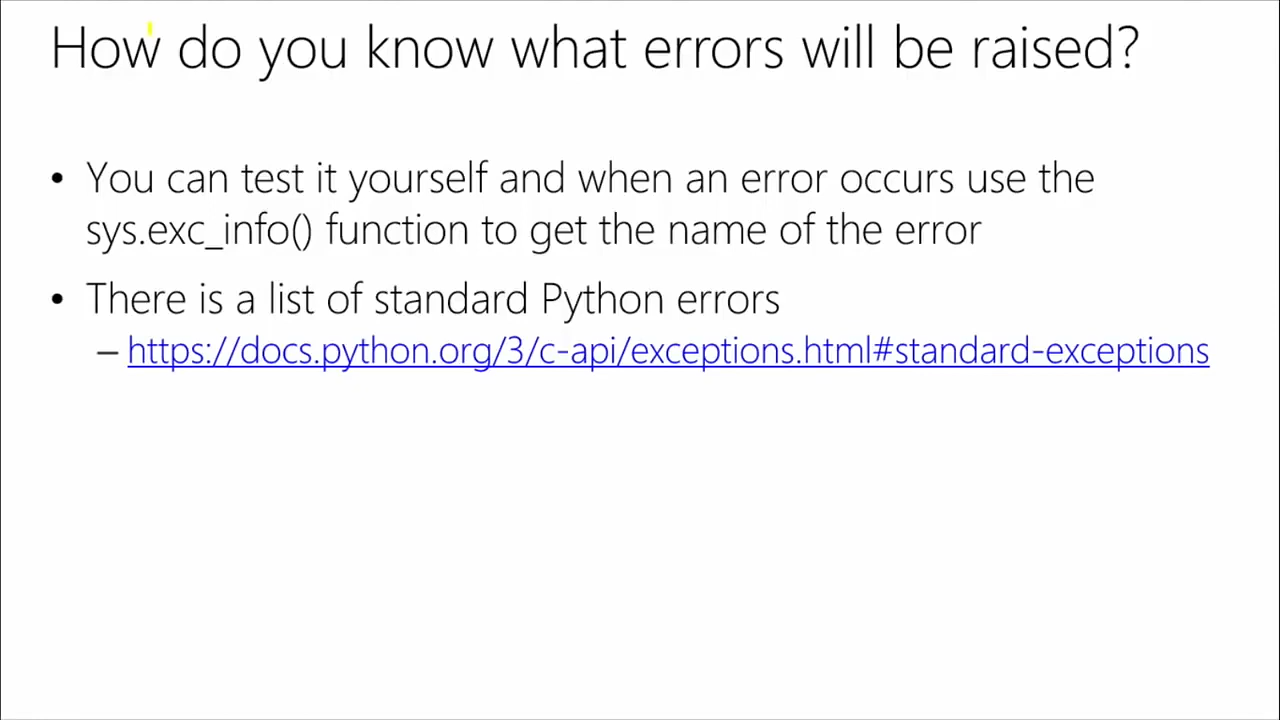 How do you know what errors will be raised?
• You can test it yourself and when an error occurs use the
sys.exc_info() function to get the name of the error
• There is a list of standard Python errors
– https://docs.python.org/3/c-api/exceptions.html#standard-exceptions